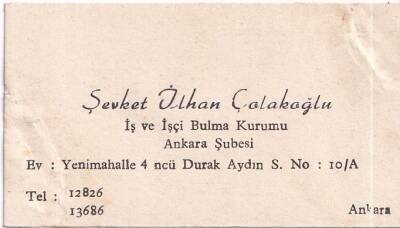 Şevket İlhan Çolakoğlu
İş ve İşçi Bulma Kurumu
Ankara Şubesi
Ev : Yenimahalle 4 ncü Durak Aydın S. No : 10/A
Tel : 12826
13686
Ankara